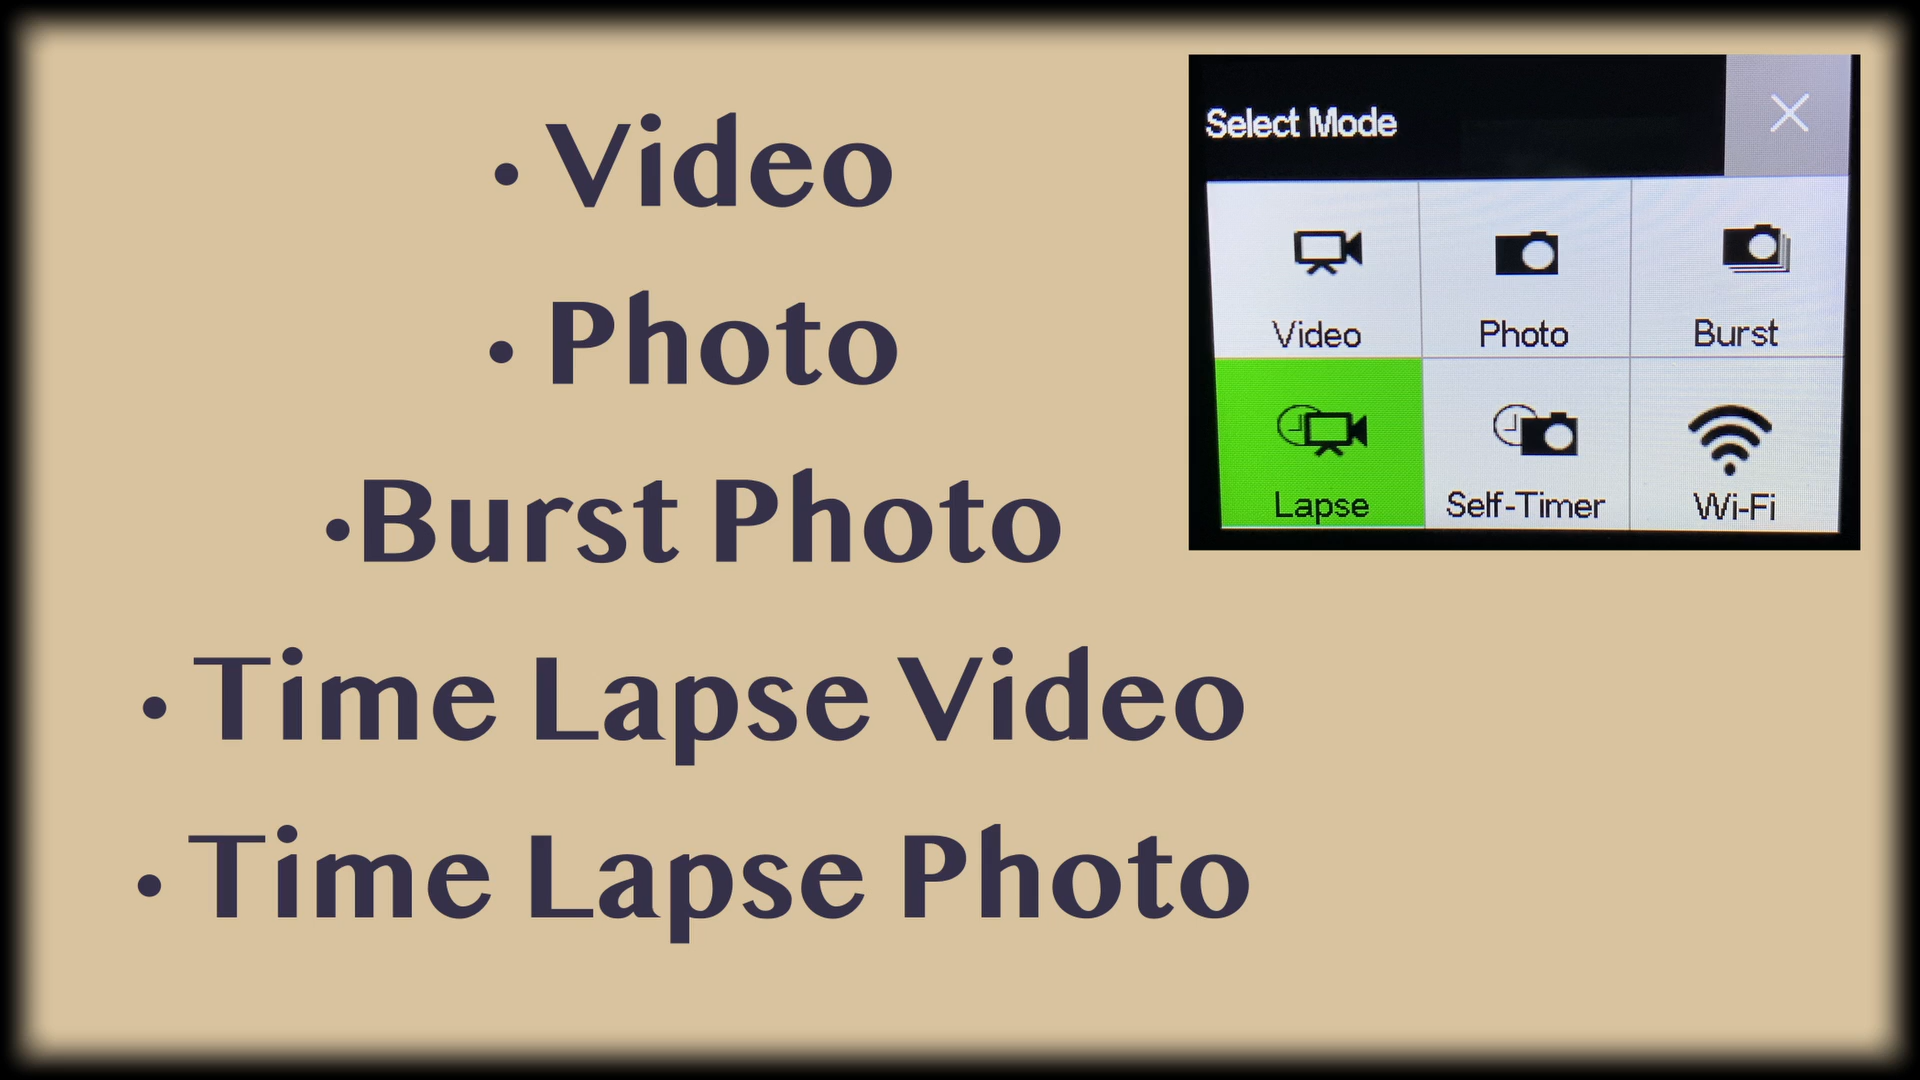 • Video
• Photo
•Burst Photo
• Time Lapse Video
• Time Lapse Photo
Select Mode
Video
Photo
Burst
Lapse
Self-Timer
Wi-Fi